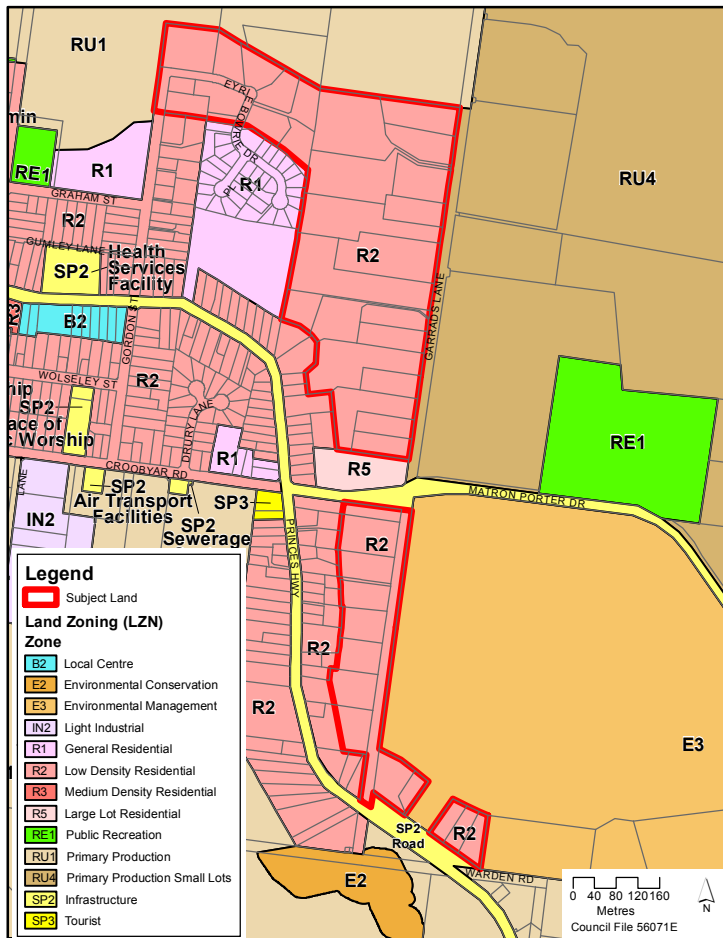 RU1
EYRIE BOWRIE DR
min
RE1
R1
PL
R1
RU4
GRAHAM ST
R2
GUMLEY LANE
Health
Services
Facility
SP2
R2
GARRADS LANE
R3
B2
GORDON ST
WOLSELEY ST
R2
SP2
DRURY LANE
hip
ace of
c Worship
R1
RE1
CROOBYAR RD
R5
LANE
SP2
Air Transport
Facilities
SP2
Sewerage
SP3
MATRON PORTER DR
IN2
PRINCES HWY
R2
R2
R2
E3
SP2
Road
R2
WARDEN RD
E2
Legend
Subject Land
Land Zoning (LZN)
Zone
B2 Local Centre
E2 Environmental Conservation
E3 Environmental Management
IN2 Light Industrial
R1 General Residential
R2 Low Density Residential
R3 Medium Density Residential
R5 Large Lot Residential
RE1 Public Recreation
RU1 Primary Production
RU4 Primary Production Small Lots
SP2 Infrastructure
SP3 Tourist
0 40 80 120 160
Metres
N
Council File 56071E